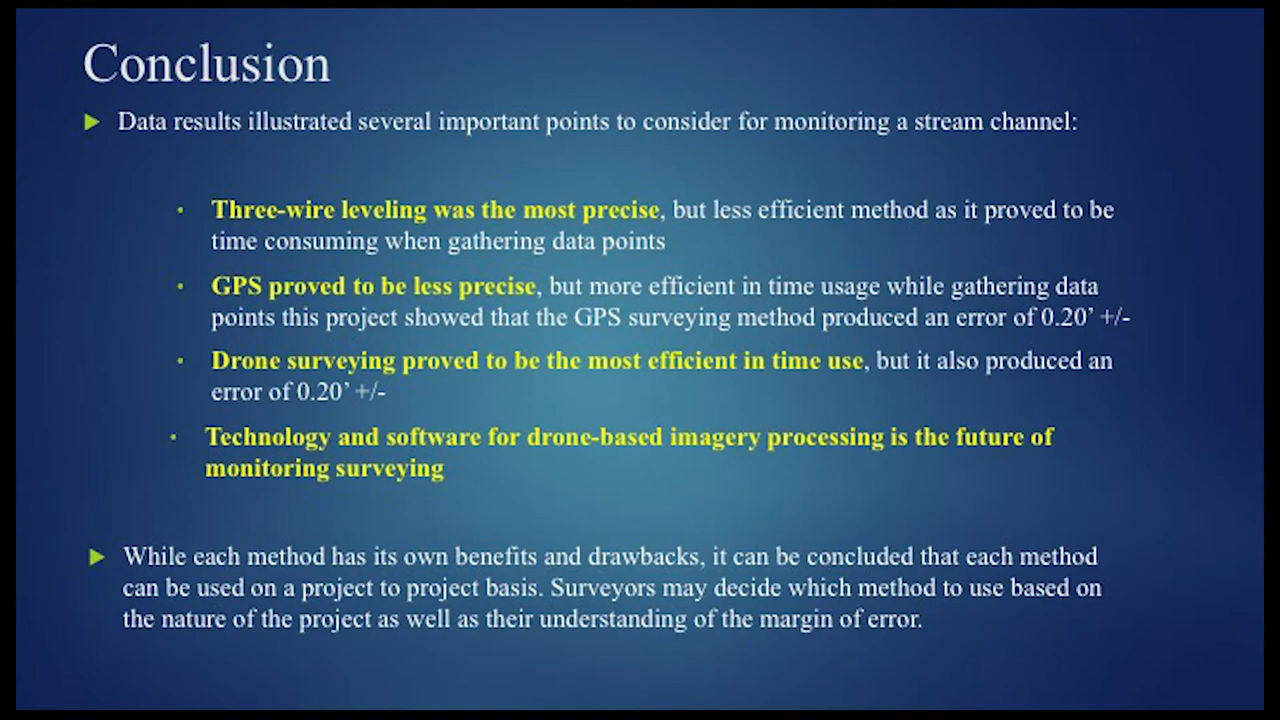 Conclusion
Data results illustrated several important points to consider for monitoring a stream channel:
Three-wire leveling was the most precise, but less efficient method as it proved to be
time consuming when gathering data points
GPS proved to be less precise, but more efficient in time usage while gathering data
points this project showed that the GPS surveying method produced an error of 0.20’ +/-
Drone surveying proved to be the most efficient in time use, but it also produced an
error of 0.20’ +/-
Technology and software for drone-based imagery processing is the future of
monitoring surveying
While each method has its own benefits and drawbacks, it can be concluded that each method
can be used on a project to project basis. Surveyors may decide which method to use based on
the nature of the project as well as their understanding of the margin of error.